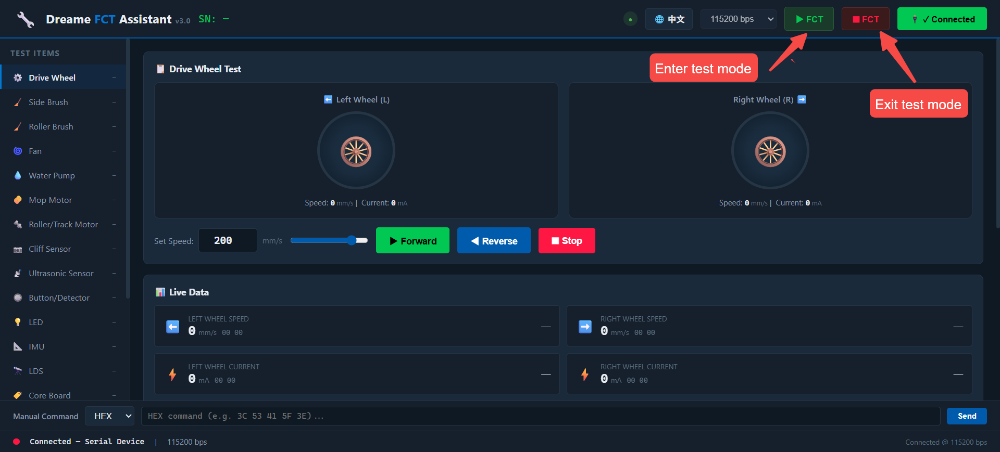 Dreame FCT Assistant v3.0 SN: —
中文
115200 bps
▶ FCT
■ FCT
✓ Connected
Enter test mode
Exit test mode
TEST ITEMS
Drive Wheel –
Side Brush –
Roller Brush –
Fan –
Water Pump –
Mop Motor –
Roller/Track Motor –
Cliff Sensor –
Ultrasonic Sensor –
Button/Detector –
LED –
IMU –
LDS –
Core Board –
Drive Wheel Test
Left Wheel (L)
Speed: 0 mm/s | Current: 0 mA
Right Wheel (R)
Speed: 0 mm/s | Current: 0 mA
Set Speed: 200 mm/s
▶ Forward
◀ Reverse
■ Stop
Live Data
LEFT WHEEL SPEED
0 mm/s 00 00 —
RIGHT WHEEL SPEED
0 mm/s 00 00 —
LEFT WHEEL CURRENT
0 mA 00 00 —
RIGHT WHEEL CURRENT
0 mA 00 00 —
Manual Command HEX HEX command (e.g. 3C 53 41 5F 3E)... Send
Connected — Serial Device | 115200 bps
Connected @ 115200 bps